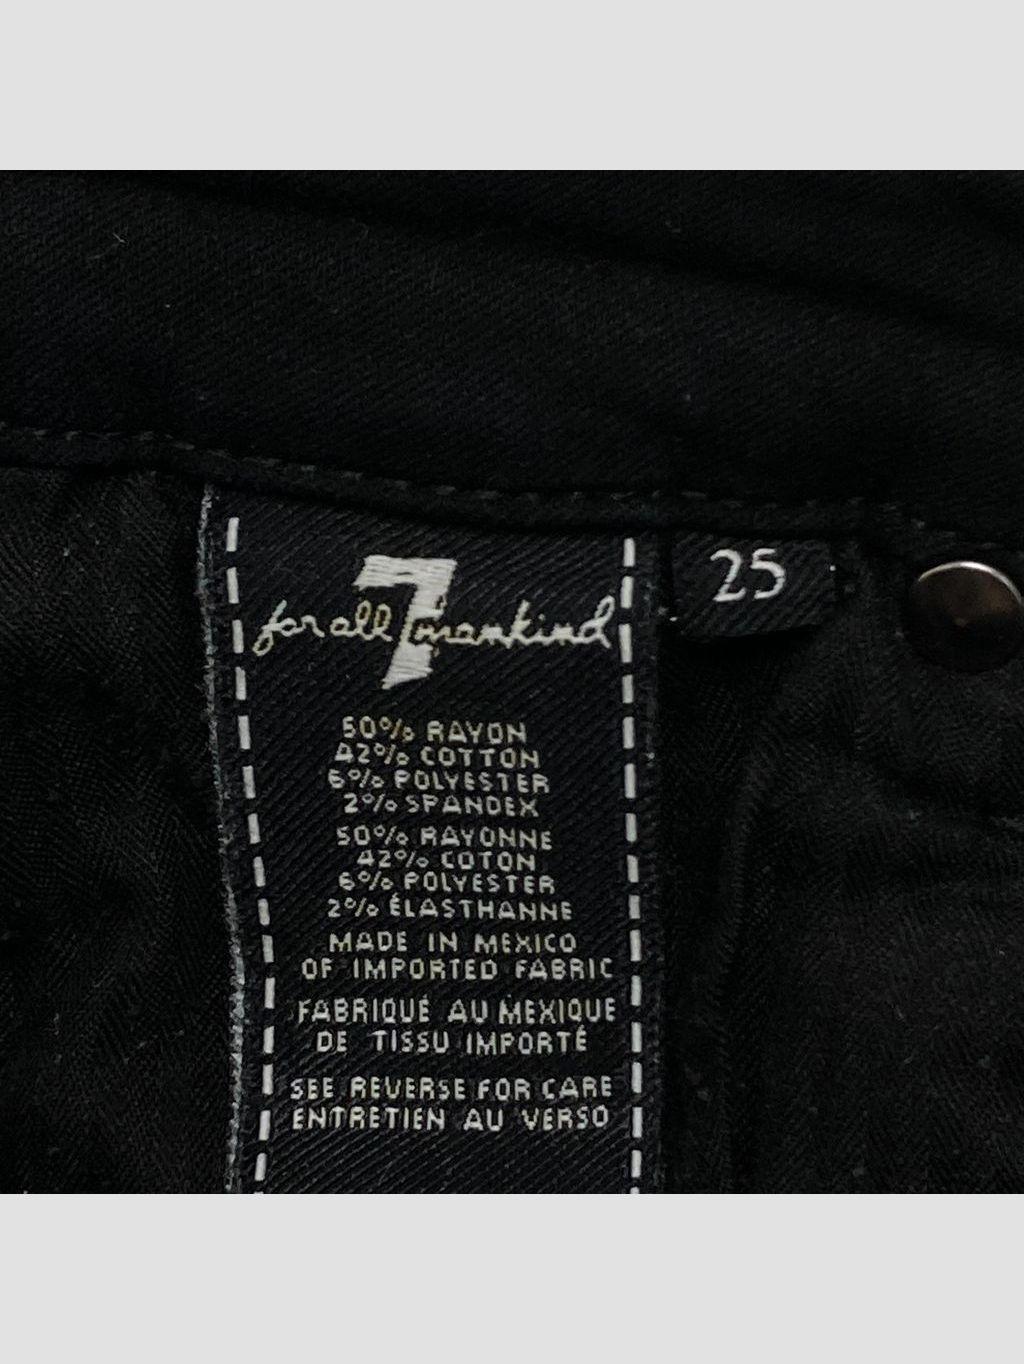 7
for all mankind
25
50% RAYON
42% COTTON
6% POLYESTER
2% SPANDEX
50% RAYONNE
42% COTON
6% POLYESTER
2% ÉLASTHANNE
MADE IN MEXICO
OF IMPORTED FABRIC
FABRIQUÉ AU MEXIQUE
DE TISSU IMPORTÉ
SEE REVERSE FOR CARE
ENTRETIEN AU VERSO